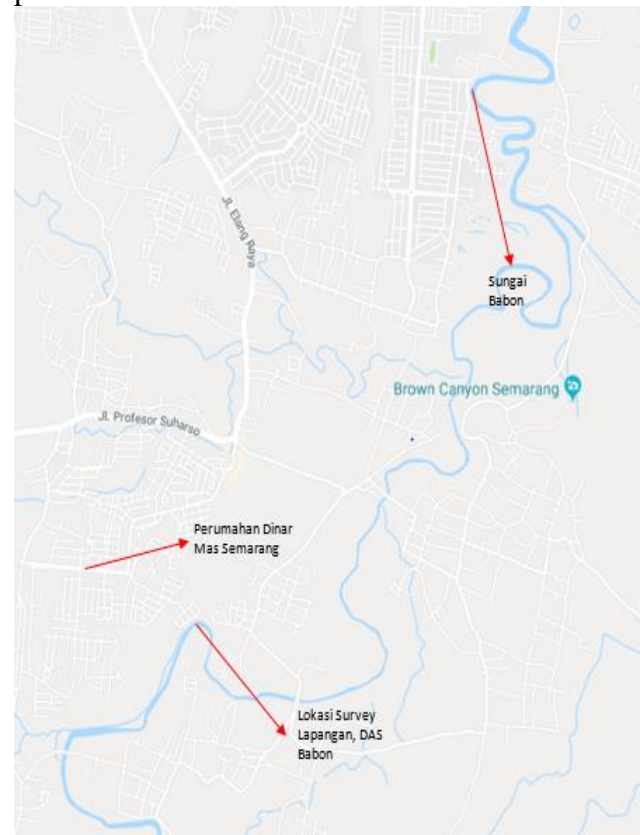 Jl. Elang Raya
Sungai
Babon
Brown Canyon Semarang
Jl. Profesor Suharso
Perumahan Dinar
Mas Semarang
Lokasi Survey
Lapangan, DAS
Babon